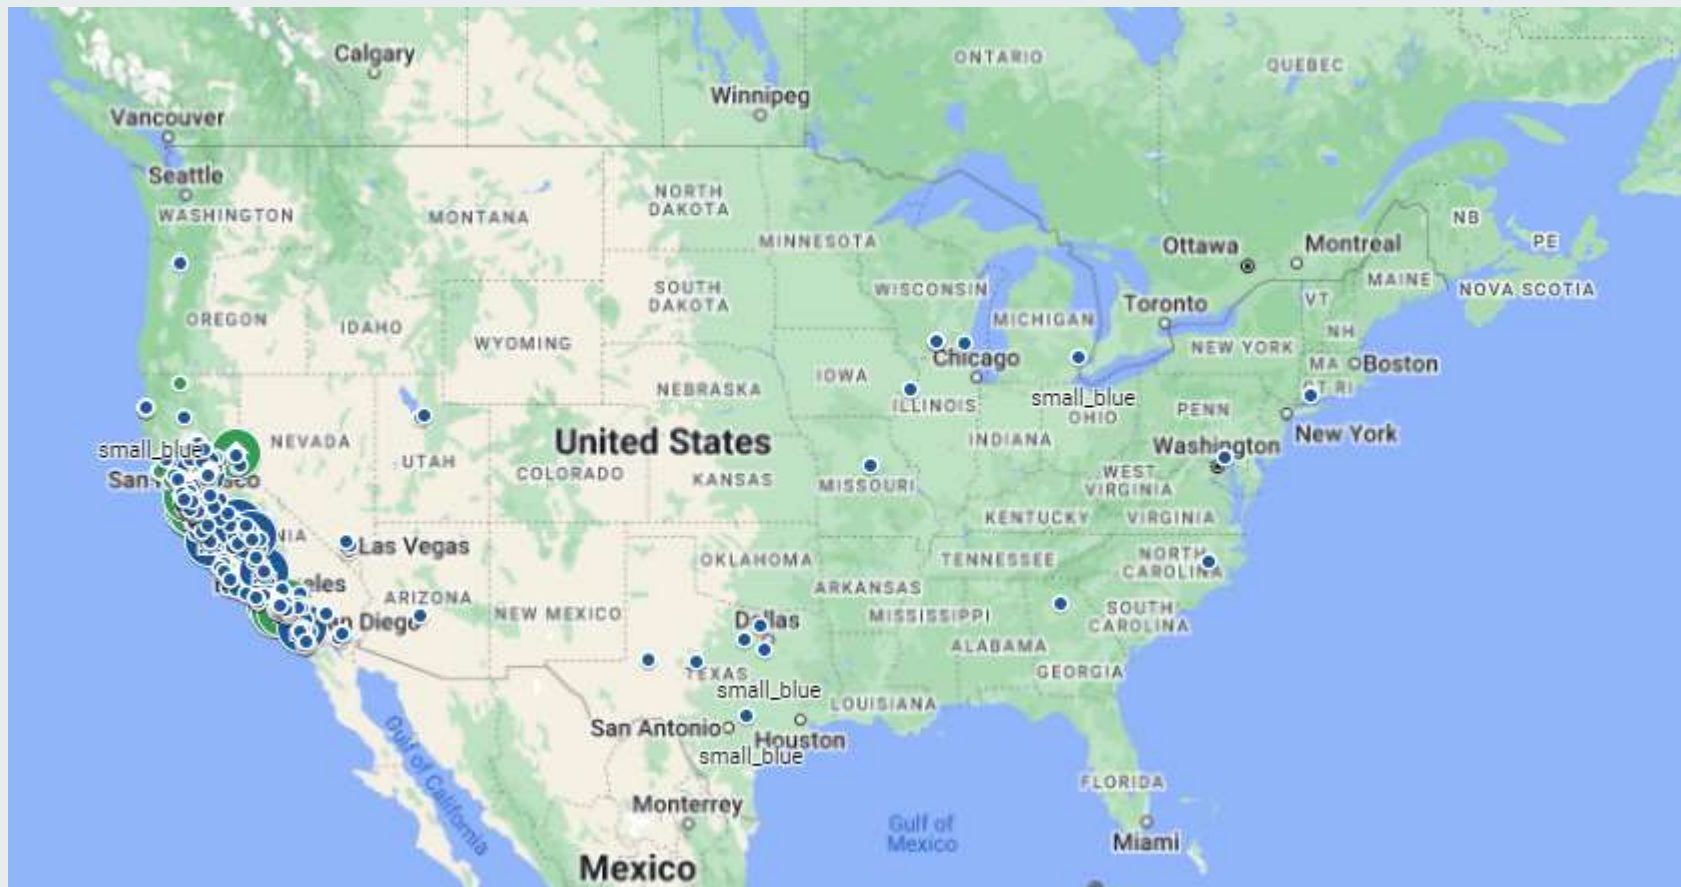 Calgary
ONTARIO
QUEBEC
Winnipeg
Vancouver
Seattle
WASHINGTON
MONTANA
NORTH
DAKOTA
MINNESOTA
Ottawa
Montreal
NB
PE
MAINE
NOVA SCOTIA
WISCONSIN
SOUTH
DAKOTA
VT
Toronto
OREGON
IDAHO
MICHIGAN
NH
WYOMING
NEW YORK
Chicago
MA
Boston
IOWA
NEBRASKA
RI
small_blue
ILLINOIS
OHIO
PENN
New York
United States
NEVADA
INDIANA
Washington
small_blue
UTAH
COLORADO
KANSAS
MISSOURI
WEST
VIRGINIA
KENTUCKY
VIRGINIA
Las Vegas
OKLAHOMA
TENNESSEE
NORTH
CAROLINA
ARKANSAS
ARIZONA
NEW MEXICO
MISSISSIPPI
SOUTH
CAROLINA
Dallas
Diego
ALABAMA
GEORGIA
TEXAS
small_blue
LOUISIANA
San Antonio
Houston
small_blue
Gulf of California
FLORIDA
Monterrey
Gulf of
Mexico
Miami
Mexico